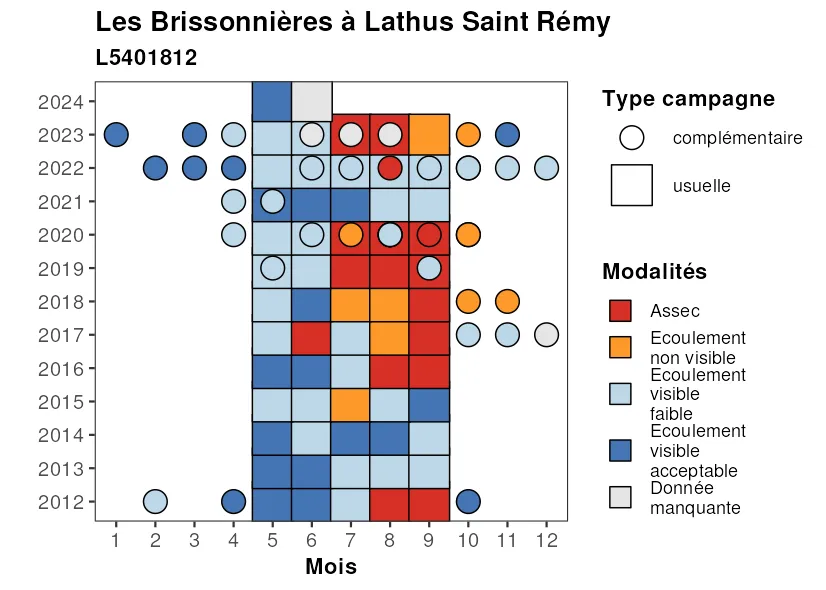 Les Brissonnières à Lathus Saint Rémy
L5401812
2024
2023
2022
2021
2020
2019
2018
2017
2016
2015
2014
2013
2012
1 2 3 4 5 6 7 8 9 10 11 12
Mois
Type campagne
complémentaire
usuelle
Modalités
Assec
Ecoulement
non visible
Ecoulement
visible
faible
Ecoulement
visible
acceptable
Donnée
manquante